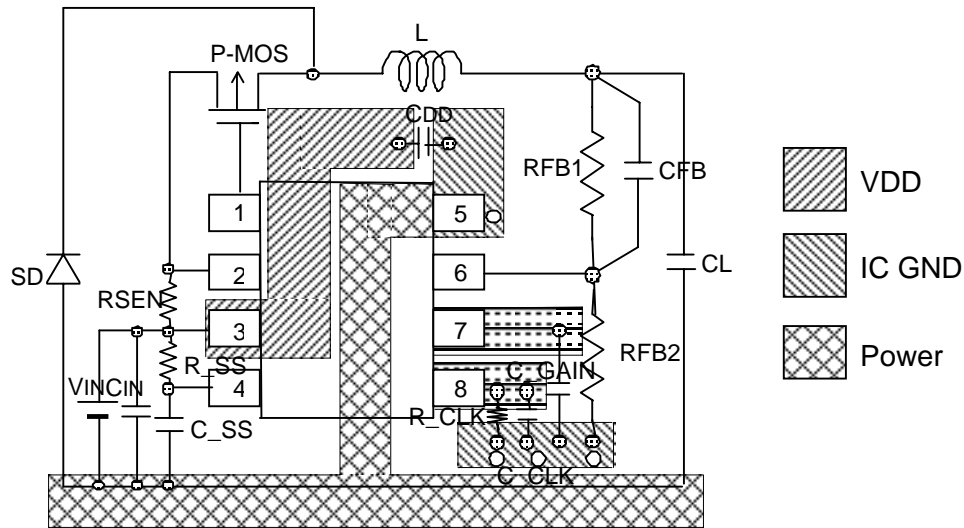 L
P-MOS
CDD
RFB1
CFB
VDD
1
5
IC GND
2
6
SD
CL
RSEN
3
7
Power
R_SS
RFB2
VIN
CIN
4
8
C_GAIN
R_CLK
C_SS
C_CLK